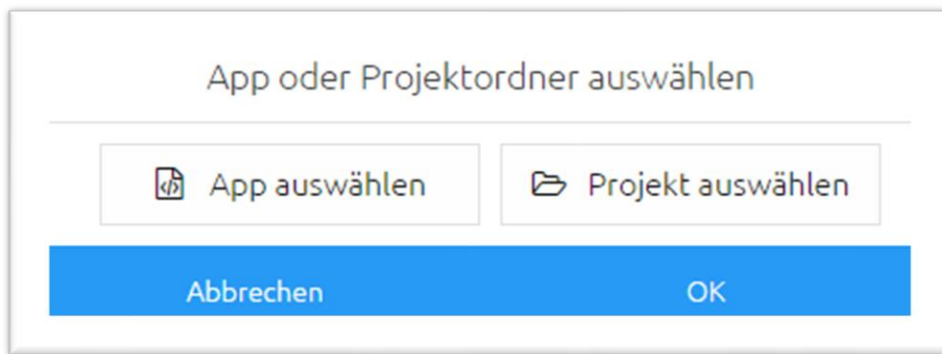 App oder Projektordner auswählen
App auswählen
Projekt auswählen
Abbrechen
OK